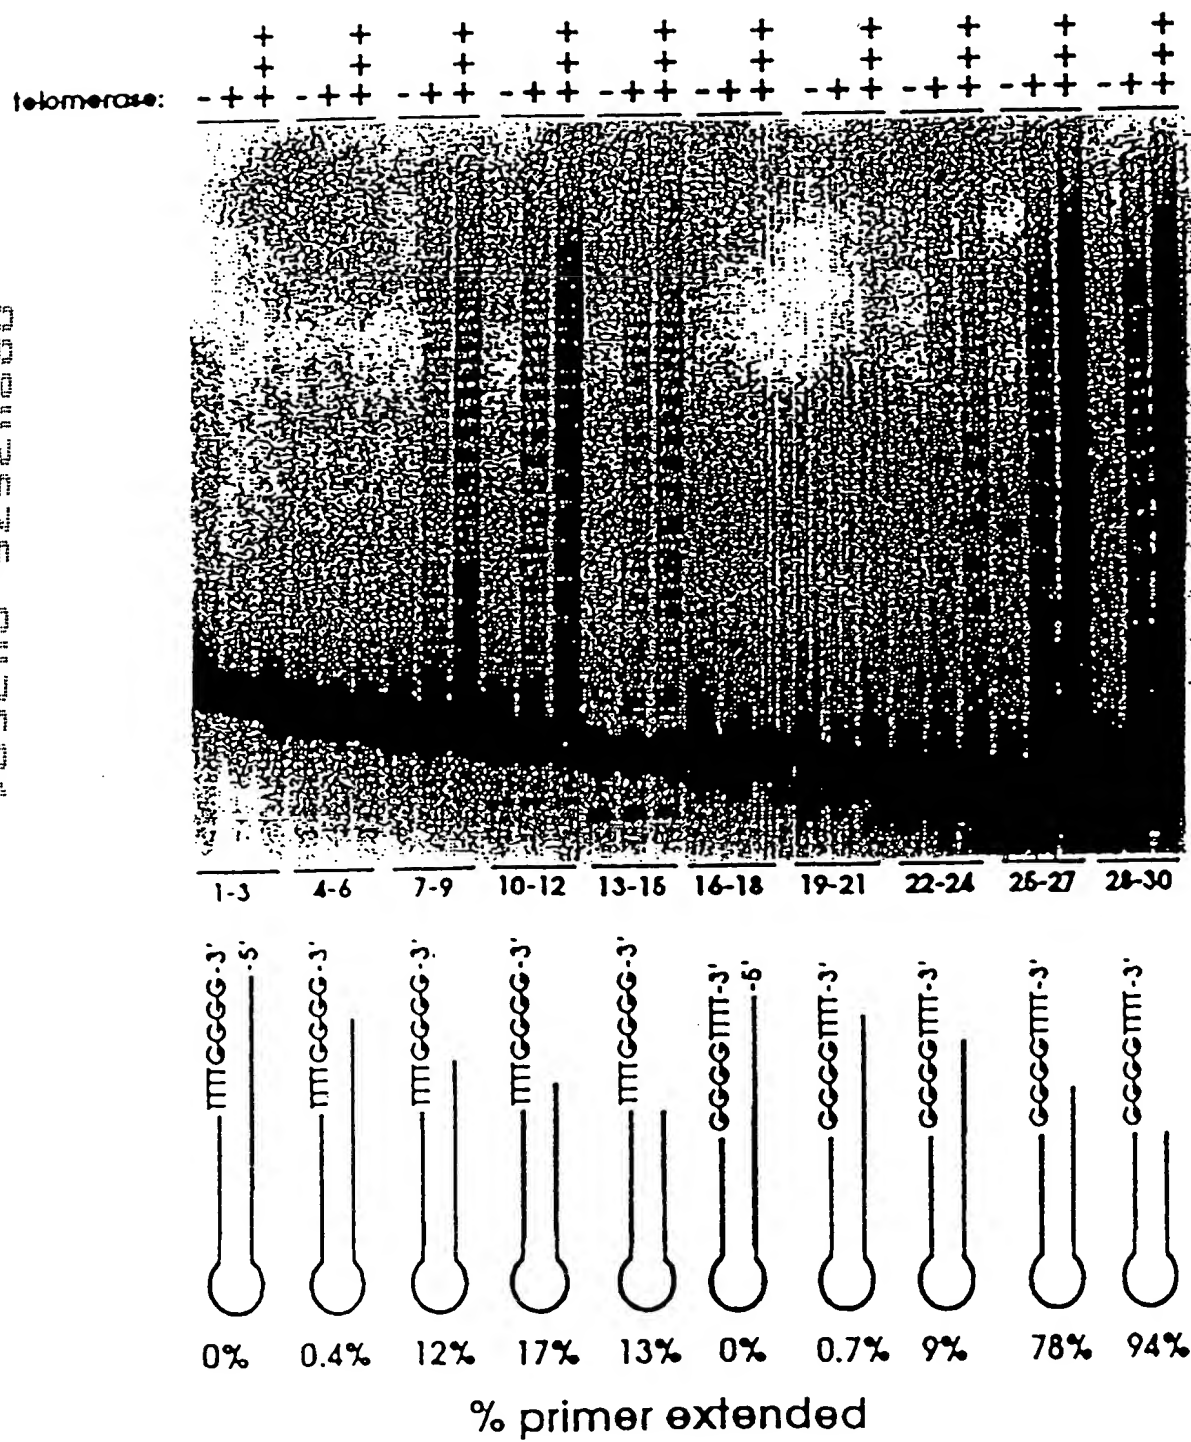 + + + + + + + + + +
+ + + + + + + + + +
telomerase: - + + - + + - + + - + + - + + - + + - + + - + + - + + - + +
1-3 4-6 7-9 10-12 13-15 16-18 19-21 22-24 25-27 28-30
TTTTGGGG-3' -5' TTTTGGGG-3' TTTTGGGG-3' TTTTGGGG-3' TTTTGGGG-3' GGGGTTTT-3' -5' GGGGTTTT-3' GGGGTTTT-3' GGGGTTTT-3' GGGGTTTT-3'
0% 0.4% 12% 17% 13% 0% 0.7% 9% 78% 94%
% primer extended